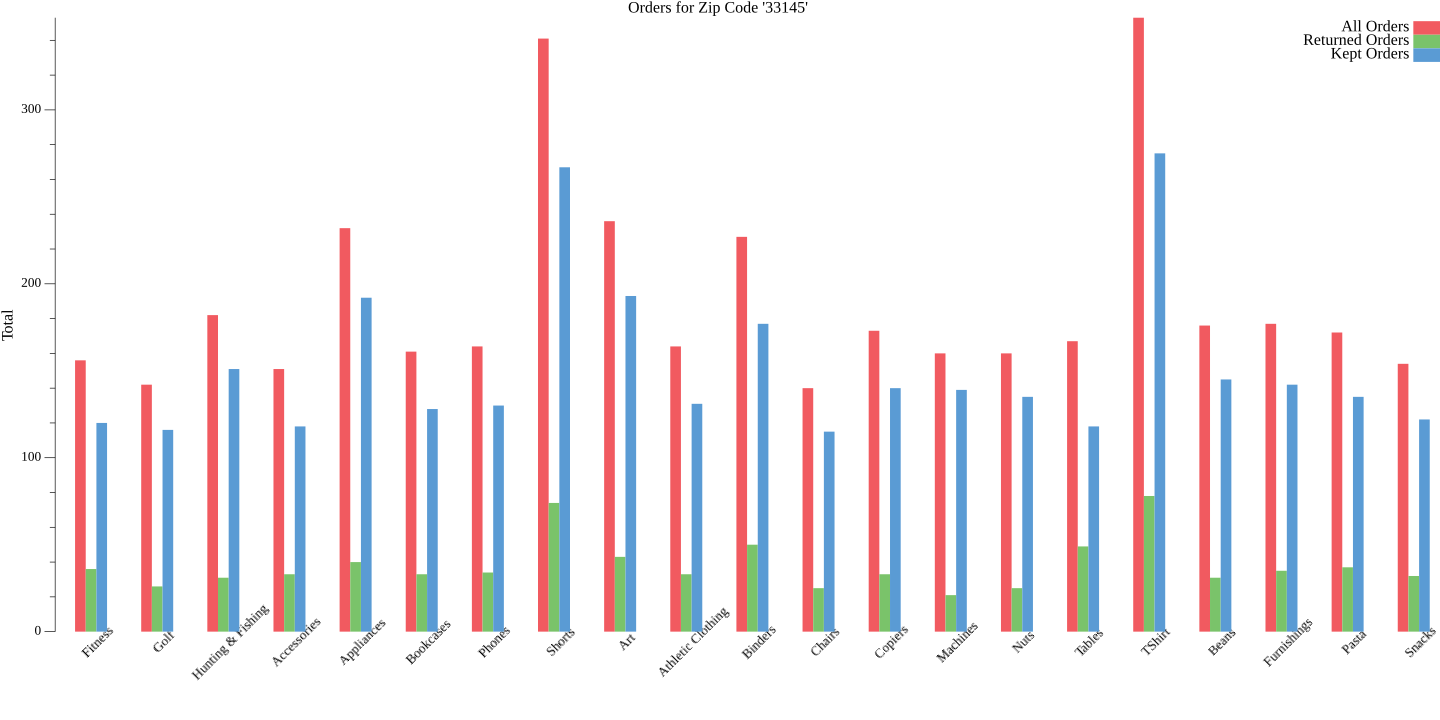 Orders for Zip Code '33145'
All Orders
Returned Orders
Kept Orders
Total
300
200
100
0
Fitness
Golf
Hunting & Fishing
Accessories
Appliances
Bookcases
Phones
Shorts
Art
Athletic Clothing
Binders
Chairs
Copiers
Machines
Nuts
Tables
TShirt
Beans
Furnishings
Pasta
Snacks